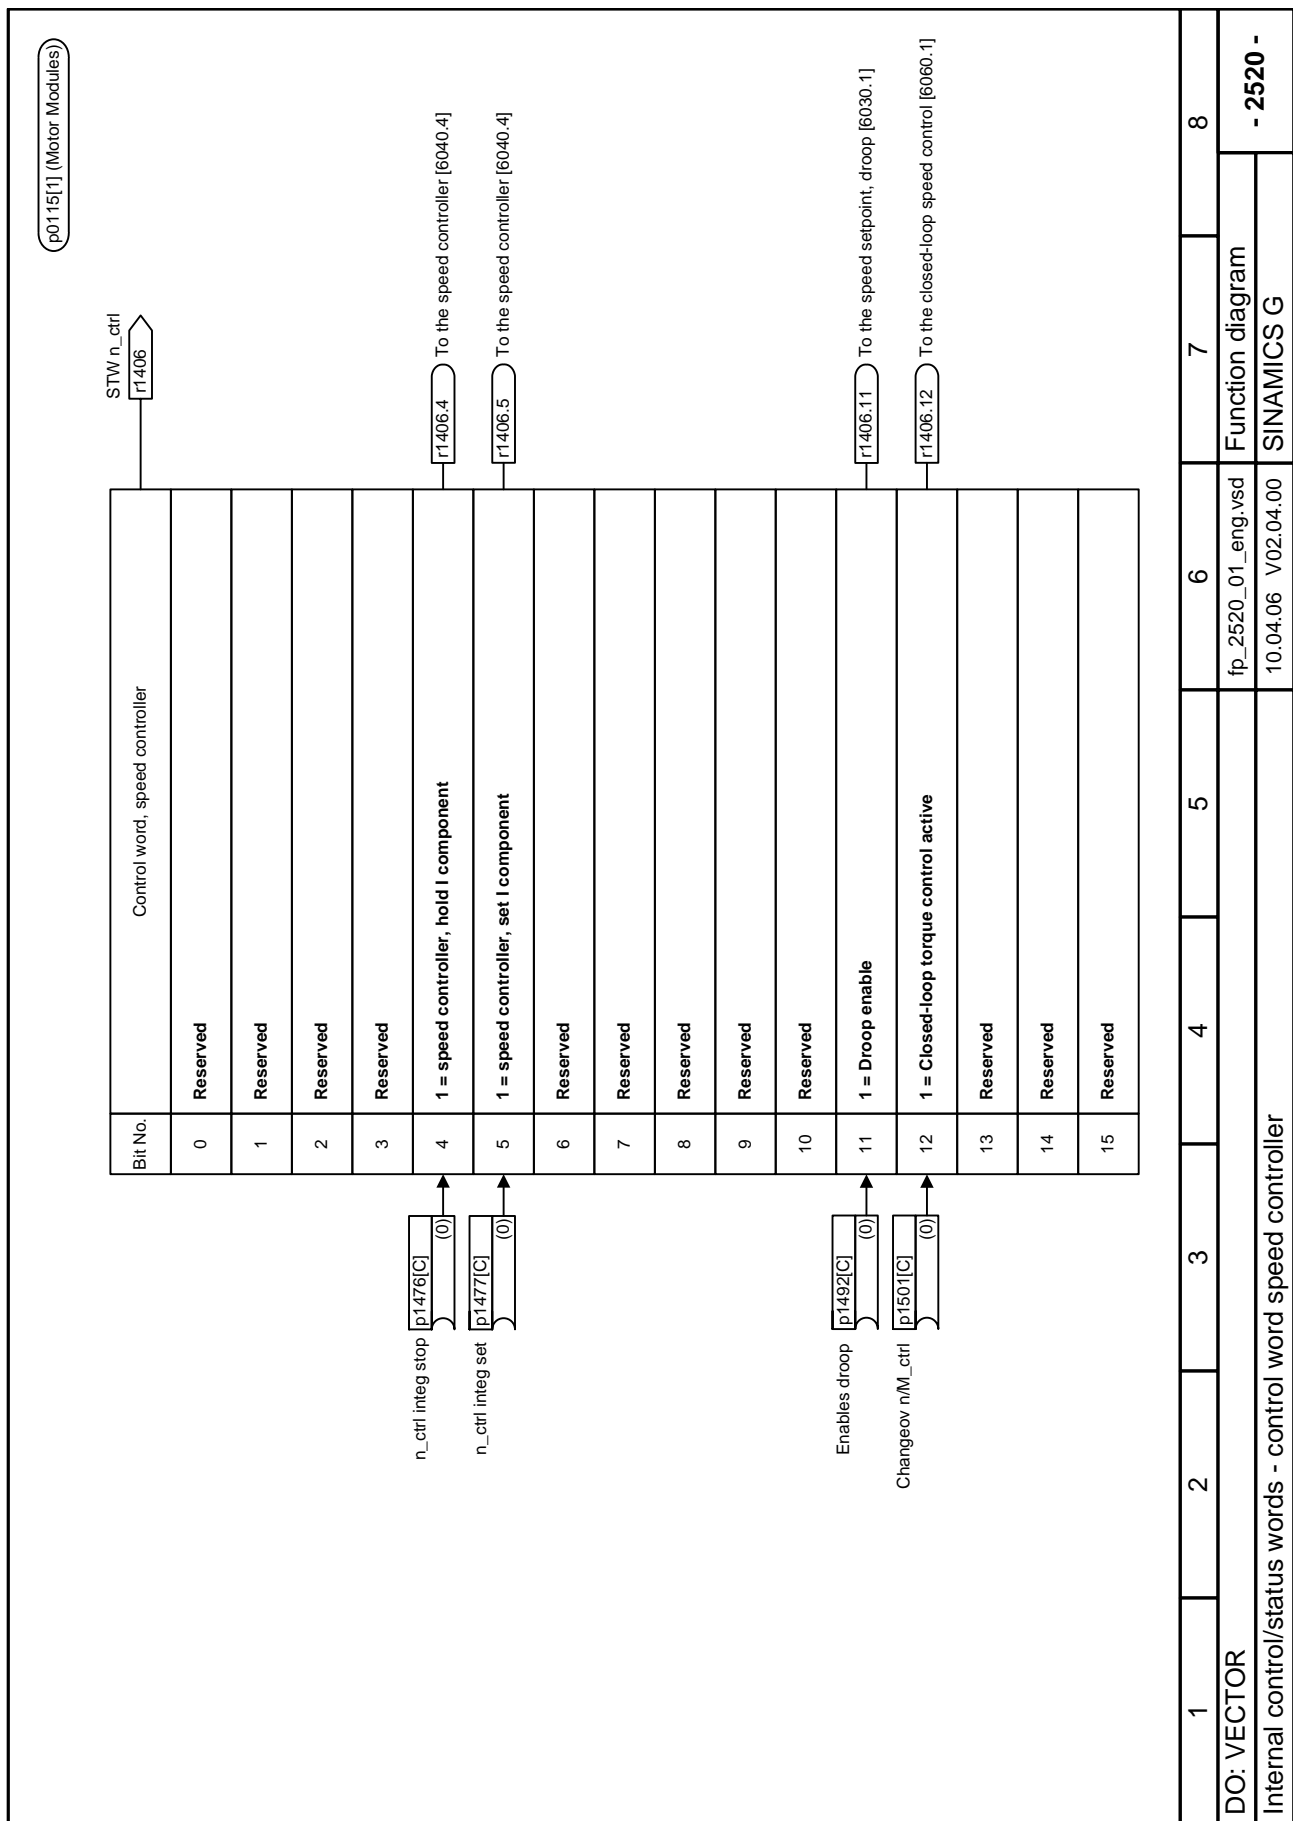 p0115[1] (Motor Modules)
STW n_ctrl
r1406
Bit No. Control word, speed controller
0 Reserved
1 Reserved
2 Reserved
3 Reserved
n_ctrl integ stop p1476[C] (0) 4 1 = speed controller, hold I component r1406.4 To the speed controller [6040.4]
n_ctrl integ set p1477[C] (0) 5 1 = speed controller, set I component r1406.5 To the speed controller [6040.4]
6 Reserved
7 Reserved
8 Reserved
9 Reserved
10 Reserved
Enables droop p1492[C] (0) 11 1 = Droop enable r1406.11 To the speed setpoint, droop [6030.1]
Changeov n/M_ctrl p1501[C] (0) 12 1 = Closed-loop torque control active r1406.12 To the closed-loop speed control [6060.1]
13 Reserved
14 Reserved
15 Reserved
1 2 3 4 5 6 7 8
DO: VECTOR fp_2520_01_eng.vsd Function diagram - 2520 -
Internal control/status words - control word speed controller 10.04.06 V02.04.00 SINAMICS G